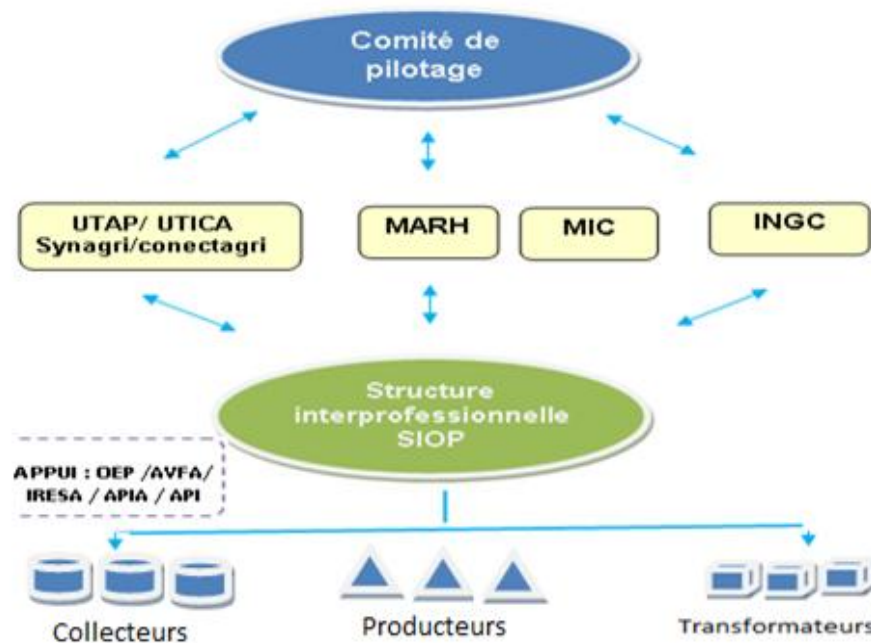 Comité de
pilotage
UTAP/ UTICA
Synagri/conectagri
MARH
MIC
INGC
Structure
interprofessionnelle
SIOP
APPUI : OEP /AVFA/
IRESA / APIA / API
Collecteurs
Producteurs
Transformateurs